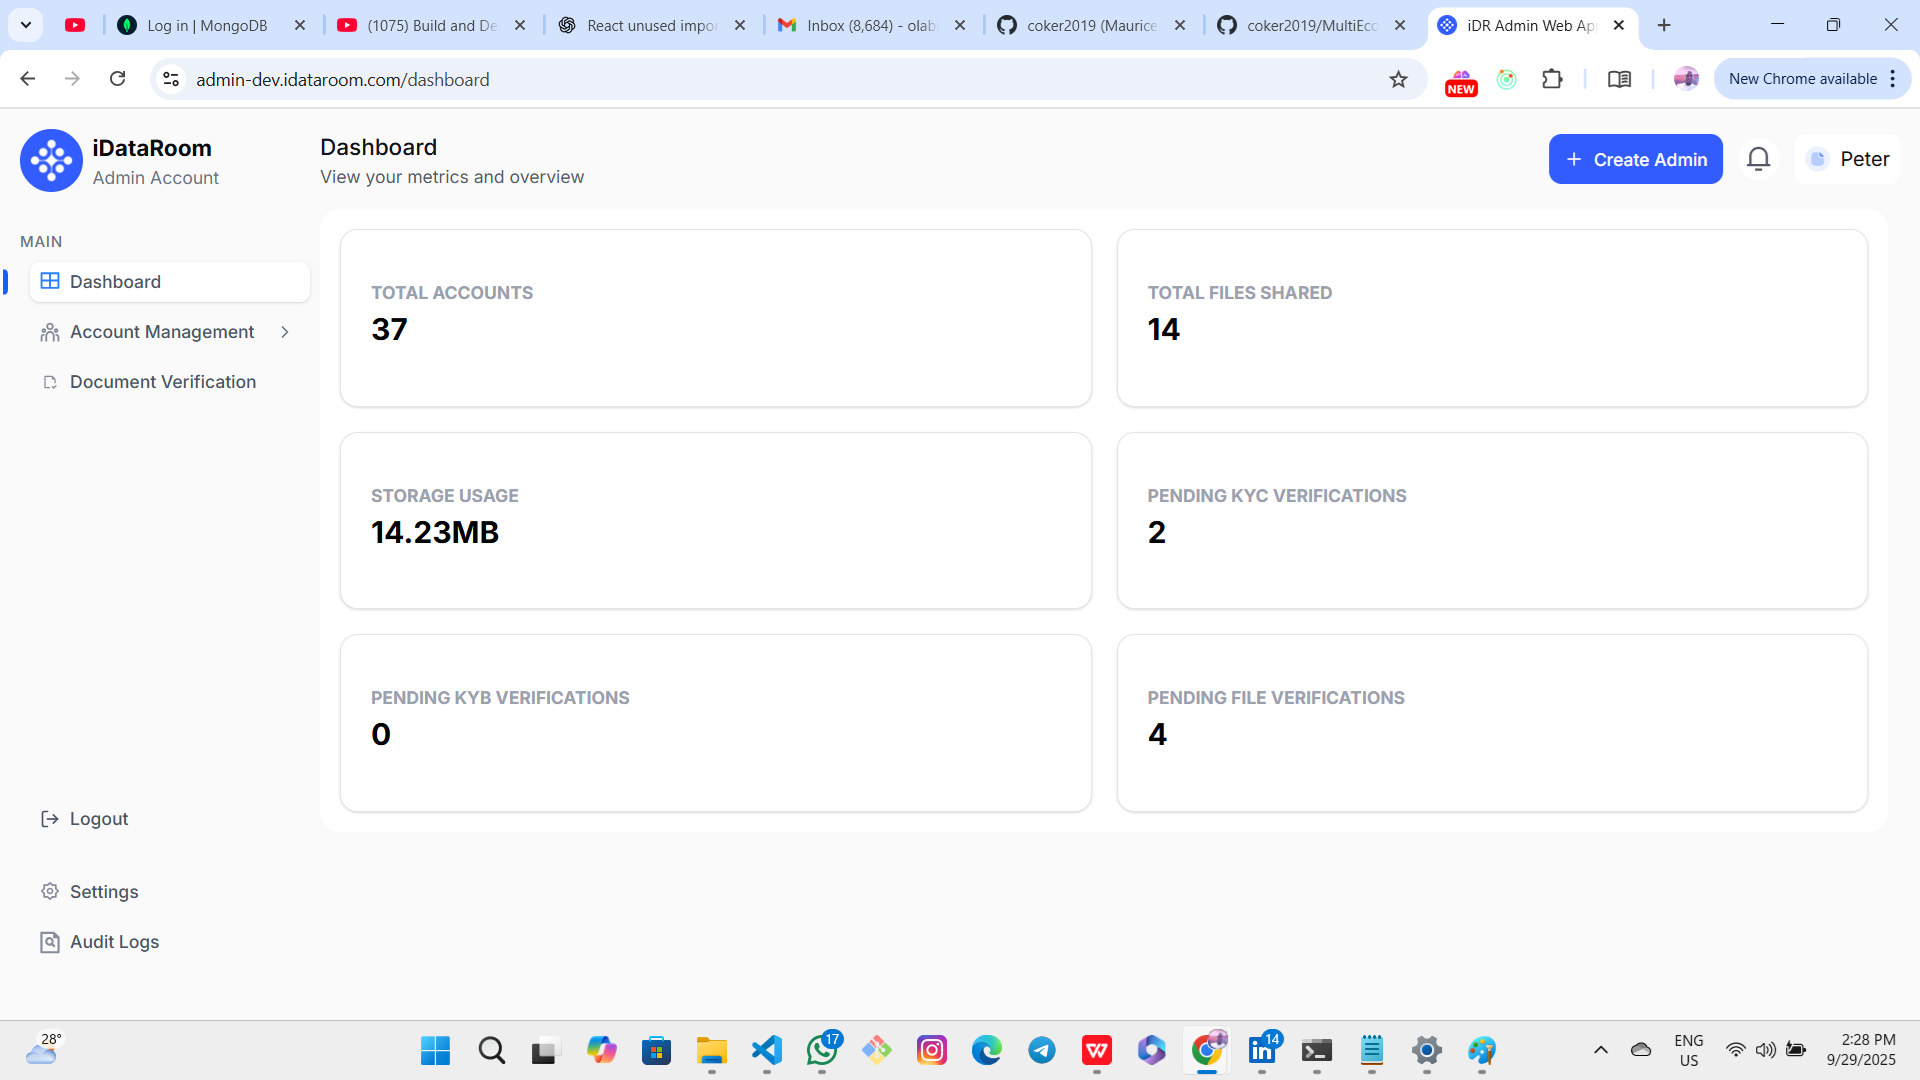 Log in | MongoDB
(1075) Build and De
React unused impor
Inbox (8,684) - olabi
coker2019 (Maurice
coker2019/MultiEco
iDR Admin Web Ap
admin-dev.idataroom.com/dashboard
NEW
New Chrome available
iDataRoom
Admin Account
Dashboard
View your metrics and overview
+ Create Admin
Peter
MAIN
Dashboard
Account Management
Document Verification
TOTAL ACCOUNTS
37
TOTAL FILES SHARED
14
STORAGE USAGE
14.23MB
PENDING KYC VERIFICATIONS
2
PENDING KYB VERIFICATIONS
0
PENDING FILE VERIFICATIONS
4
Logout
Settings
Audit Logs
28°
17
14
ENG
US
2:28 PM
9/29/2025